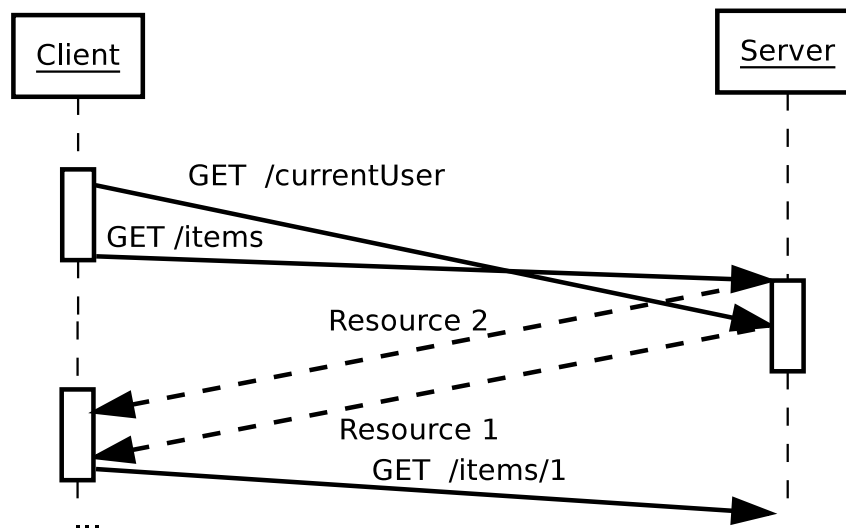 Client
Server
GET /currentUser
GET /items
Resource 2
Resource 1
GET /items/1
...